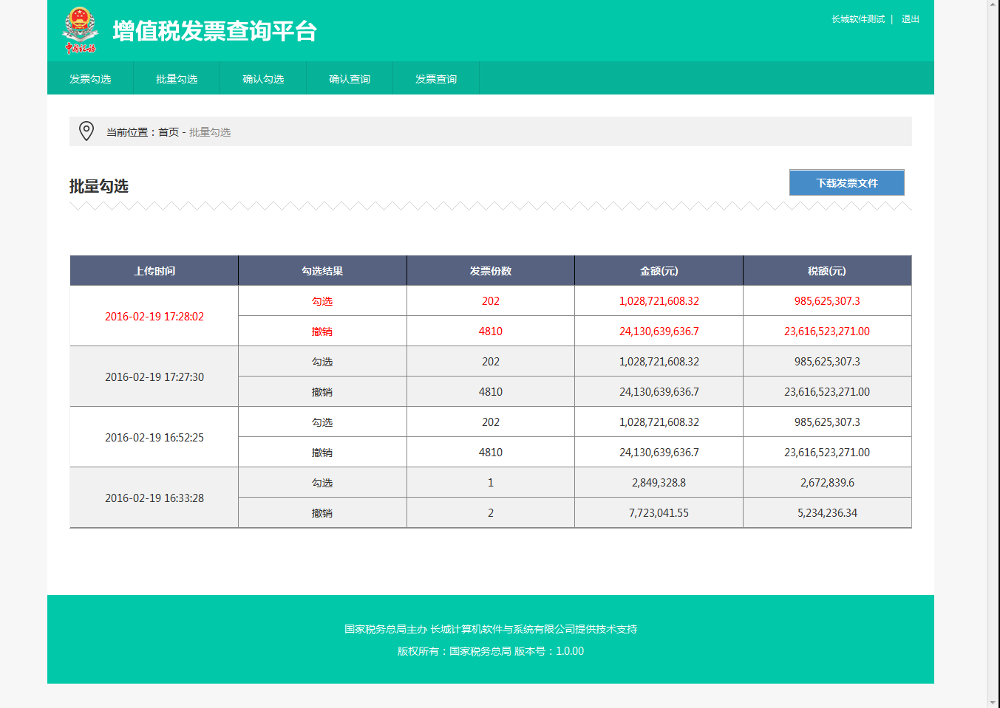 中国税务
增值税发票查询平台
长城软件测试 | 退出
发票勾选 批量勾选 确认勾选 确认查询 发票查询
当前位置：首页 - 批量勾选
批量勾选
下载发票文件
上传时间 勾选结果 发票份数 金额(元) 税额(元)
2016-02-19 17:28:02
勾选 202 1,028,721,608.32 985,625,307.3
撤销 4810 24,130,639,636.7 23,616,523,271.00
2016-02-19 17:27:30
勾选 202 1,028,721,608.32 985,625,307.3
撤销 4810 24,130,639,636.7 23,616,523,271.00
2016-02-19 16:52:25
勾选 202 1,028,721,608.32 985,625,307.3
撤销 4810 24,130,639,636.7 23,616,523,271.00
2016-02-19 16:33:28
勾选 1 2,849,328.8 2,672,839.6
撤销 2 7,723,041.55 5,234,236.34
国家税务总局主办 长城计算机软件与系统有限公司提供技术支持
版权所有：国家税务总局 版本号：1.0.00